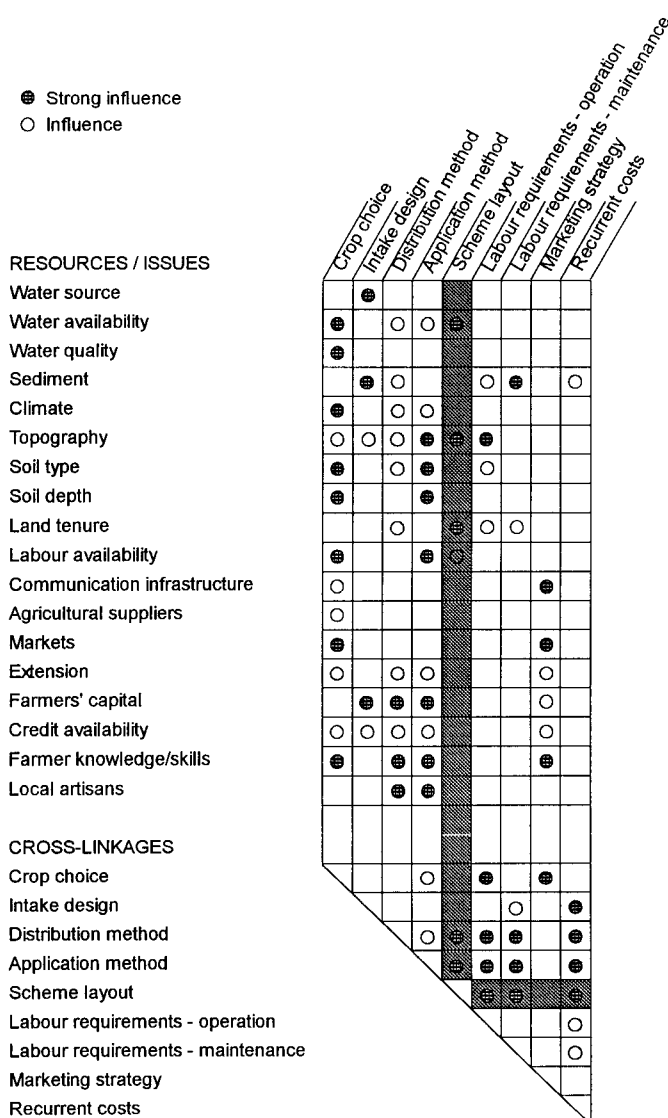 Strong influence
Influence
Crop choice
Intake design
Distribution method
Application method
Scheme layout
Labour requirements - operation
Labour requirements - maintenance
Marketing strategy
Recurrent costs
RESOURCES / ISSUES
Water source
Water availability
Water quality
Sediment
Climate
Topography
Soil type
Soil depth
Land tenure
Labour availability
Communication infrastructure
Agricultural suppliers
Markets
Extension
Farmers' capital
Credit availability
Farmer knowledge/skills
Local artisans
CROSS-LINKAGES
Crop choice
Intake design
Distribution method
Application method
Scheme layout
Labour requirements - operation
Labour requirements - maintenance
Marketing strategy
Recurrent costs